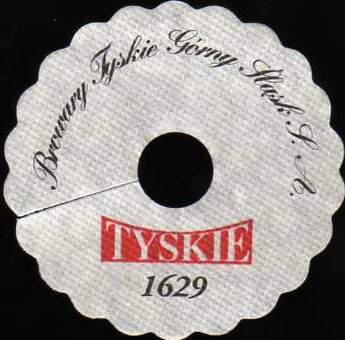 Browary Tyskie Górny Śląsk S. A.
TYSKIE
1629